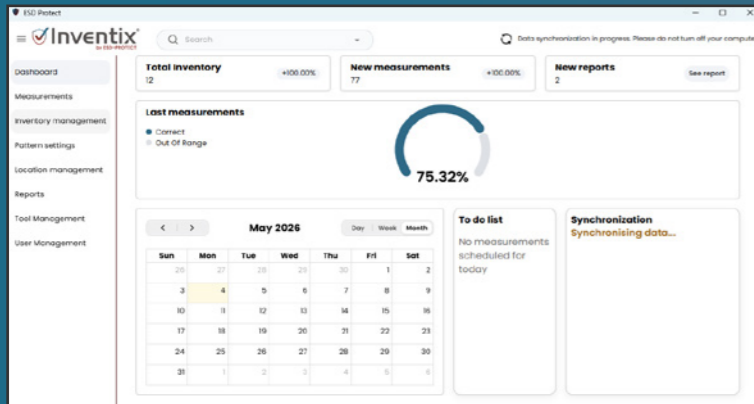 ESD Protect
Inventix
by ESD-PROTECT
Search
Data synchronization in progress. Please do not turn off your compute
Dashboard
Measurements
Inventory management
Pattern settings
Location management
Reports
Tool Management
User Management
Total Inventory
12
+100.00%
New measurements
77
+100.00%
New reports
2
See report
Last measurements
Correct
Out Of Range
75.32%
May 2026
Day Week Month
Sun Mon Tue Wed Thu Fri Sat
26 27 28 29 30 1 2
3 4 5 6 7 8 9
10 11 12 13 14 15 16
17 18 19 20 21 22 23
24 25 26 27 28 29 30
31 1 2 3 4 5 6
To do list
No measurements
scheduled for
today
Synchronization
Synchronising data...